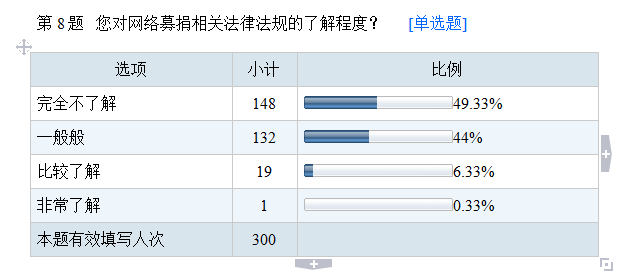 第 8 题 您对网络募捐相关法律法规的了解程度？ [单选题]
选项 小计 比例
完全不了解 148 49.33%
一般般 132 44%
比较了解 19 6.33%
非常了解 1 0.33%
本题有效填写人次 300